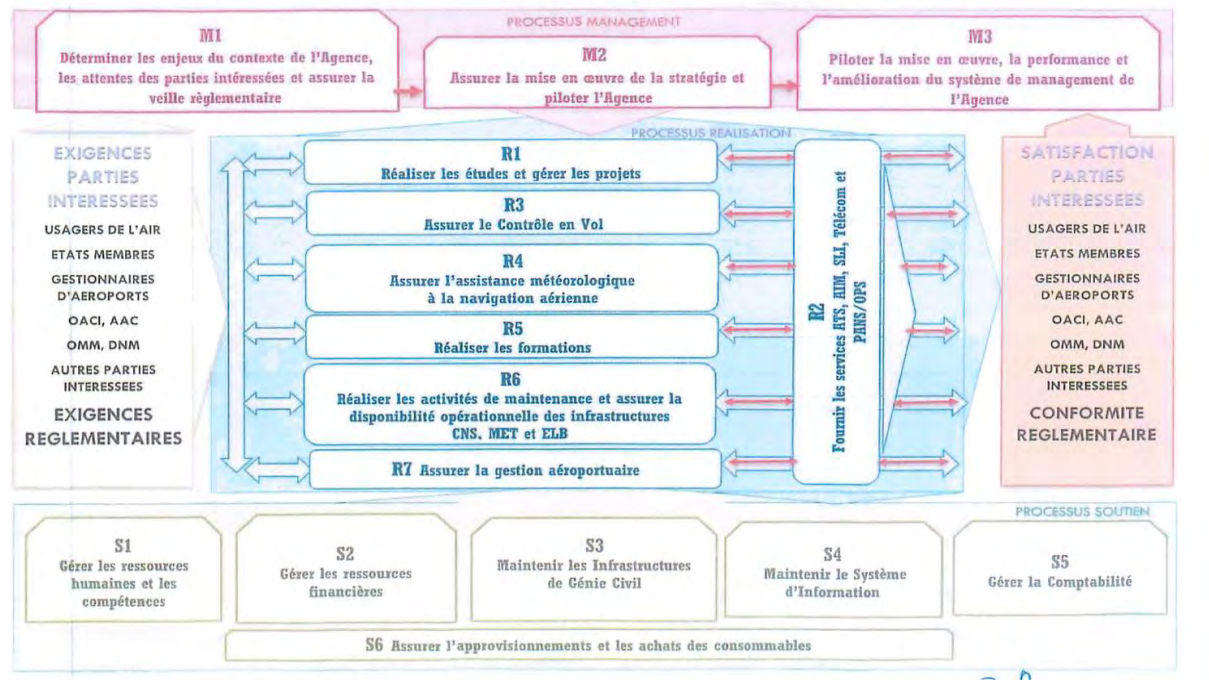 PROCESSUS MANAGEMENT
M1
Déterminer les enjeux du contexte de l'Agence,
les attentes des parties intéressées et assurer la
veille règlementaire
M2
Assurer la mise en œuvre de la stratégie et
piloter l'Agence
M3
Piloter la mise en œuvre, la performance et
l'amélioration du système de management de
l'Agence
EXIGENCES
PARTIES
INTERESSEES
USAGERS DE L'AIR
ETATS MEMBRES
GESTIONNAIRES
D'AEROPORTS
OACI, AAC
OMM, DNM
AUTRES PARTIES
INTERESSEES
EXIGENCES
REGLEMENTAIRES
PROCESSUS REALISATION
R1
Réaliser les études et gérer les projets
R3
Assurer le Contrôle en Vol
R4
Assurer l'assistance météorologique
à la navigation aérienne
R5
Réaliser les formations
R6
Réaliser les activités de maintenance et assurer la
disponibilité opérationnelle des infrastructures
CNS, MET et ELB
R7 Assurer la gestion aéroportuaire
R2
Fournir les services ATS, AIM, SLI, Télécom et
PANS/OPS
SATISFACTION
PARTIES
INTERESSEES
USAGERS DE L'AIR
ETATS MEMBRES
GESTIONNAIRES
D'AEROPORTS
OACI, AAC
OMM, DNM
AUTRES PARTIES
INTERESSEES
CONFORMITE
REGLEMENTAIRE
PROCESSUS SOUTIEN
S1
Gérer les ressources
humaines et les
compétences
S2
Gérer les ressources
financières
S3
Maintenir les Infrastructures
de Génie Civil
S4
Maintenir le Système
d'Information
S5
Gérer la Comptabilité
S6 Assurer l'approvisionnements et les achats des consommables